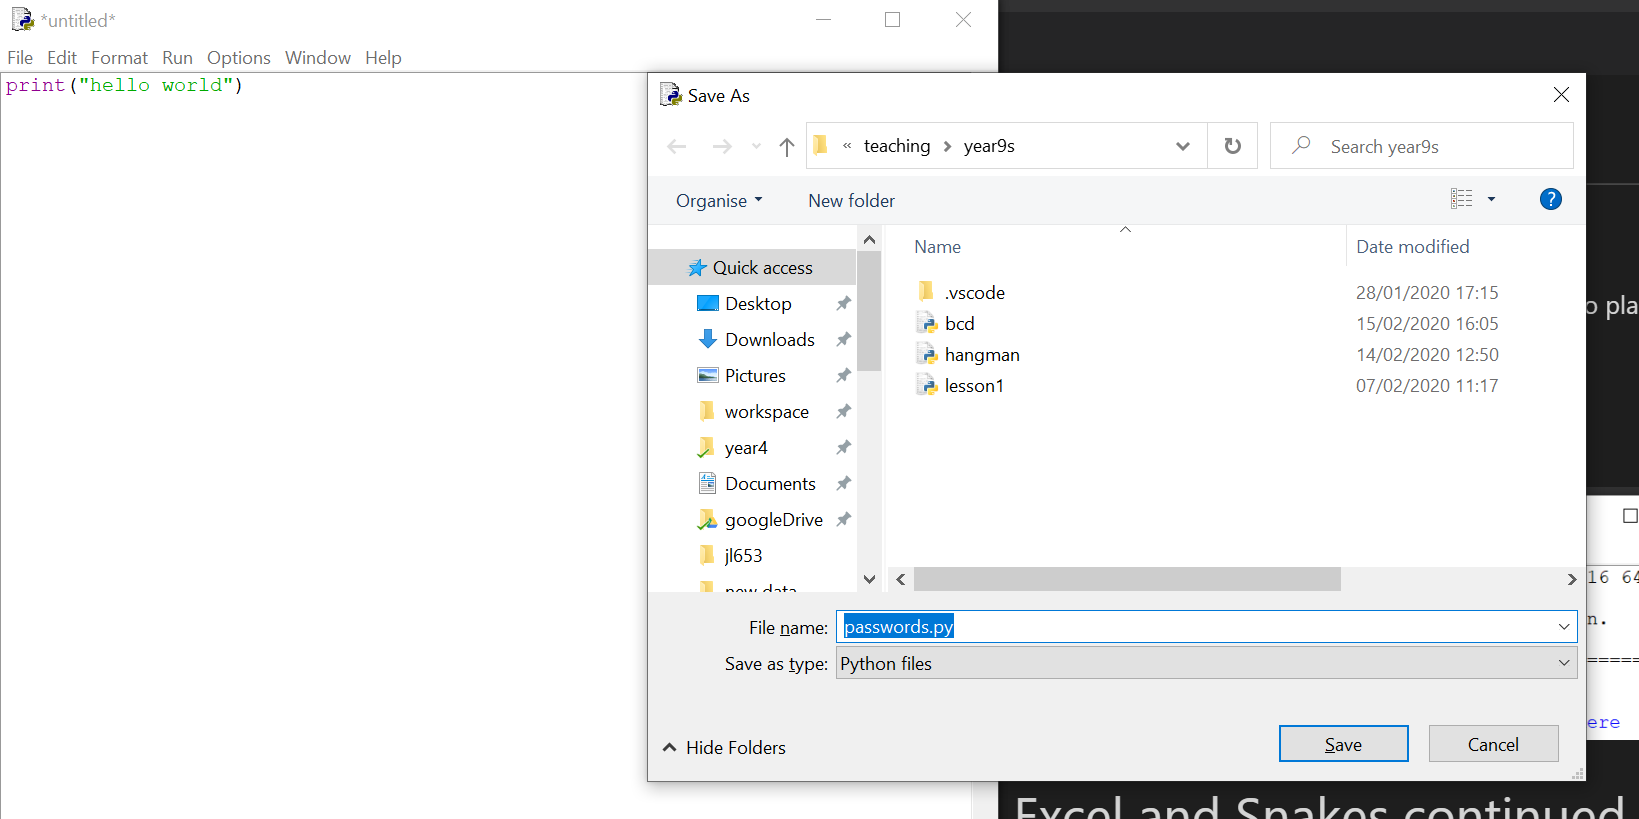 *untitled*
File Edit Format Run Options Window Help
print("hello world")
Save As
« teaching > year9s
Search year9s
Organise
New folder
?
Name
Date modified
Quick access
Desktop
Downloads
Pictures
workspace
year4
Documents
googleDrive
jl653
new data
.vscode 28/01/2020 17:15
bcd 15/02/2020 16:05
hangman 14/02/2020 12:50
lesson1 07/02/2020 11:17
File name: passwords.py
Save as type: Python files
Hide Folders
Save
Cancel
o pla
16 64
n.
=====
ere
Excel and Snakes continued